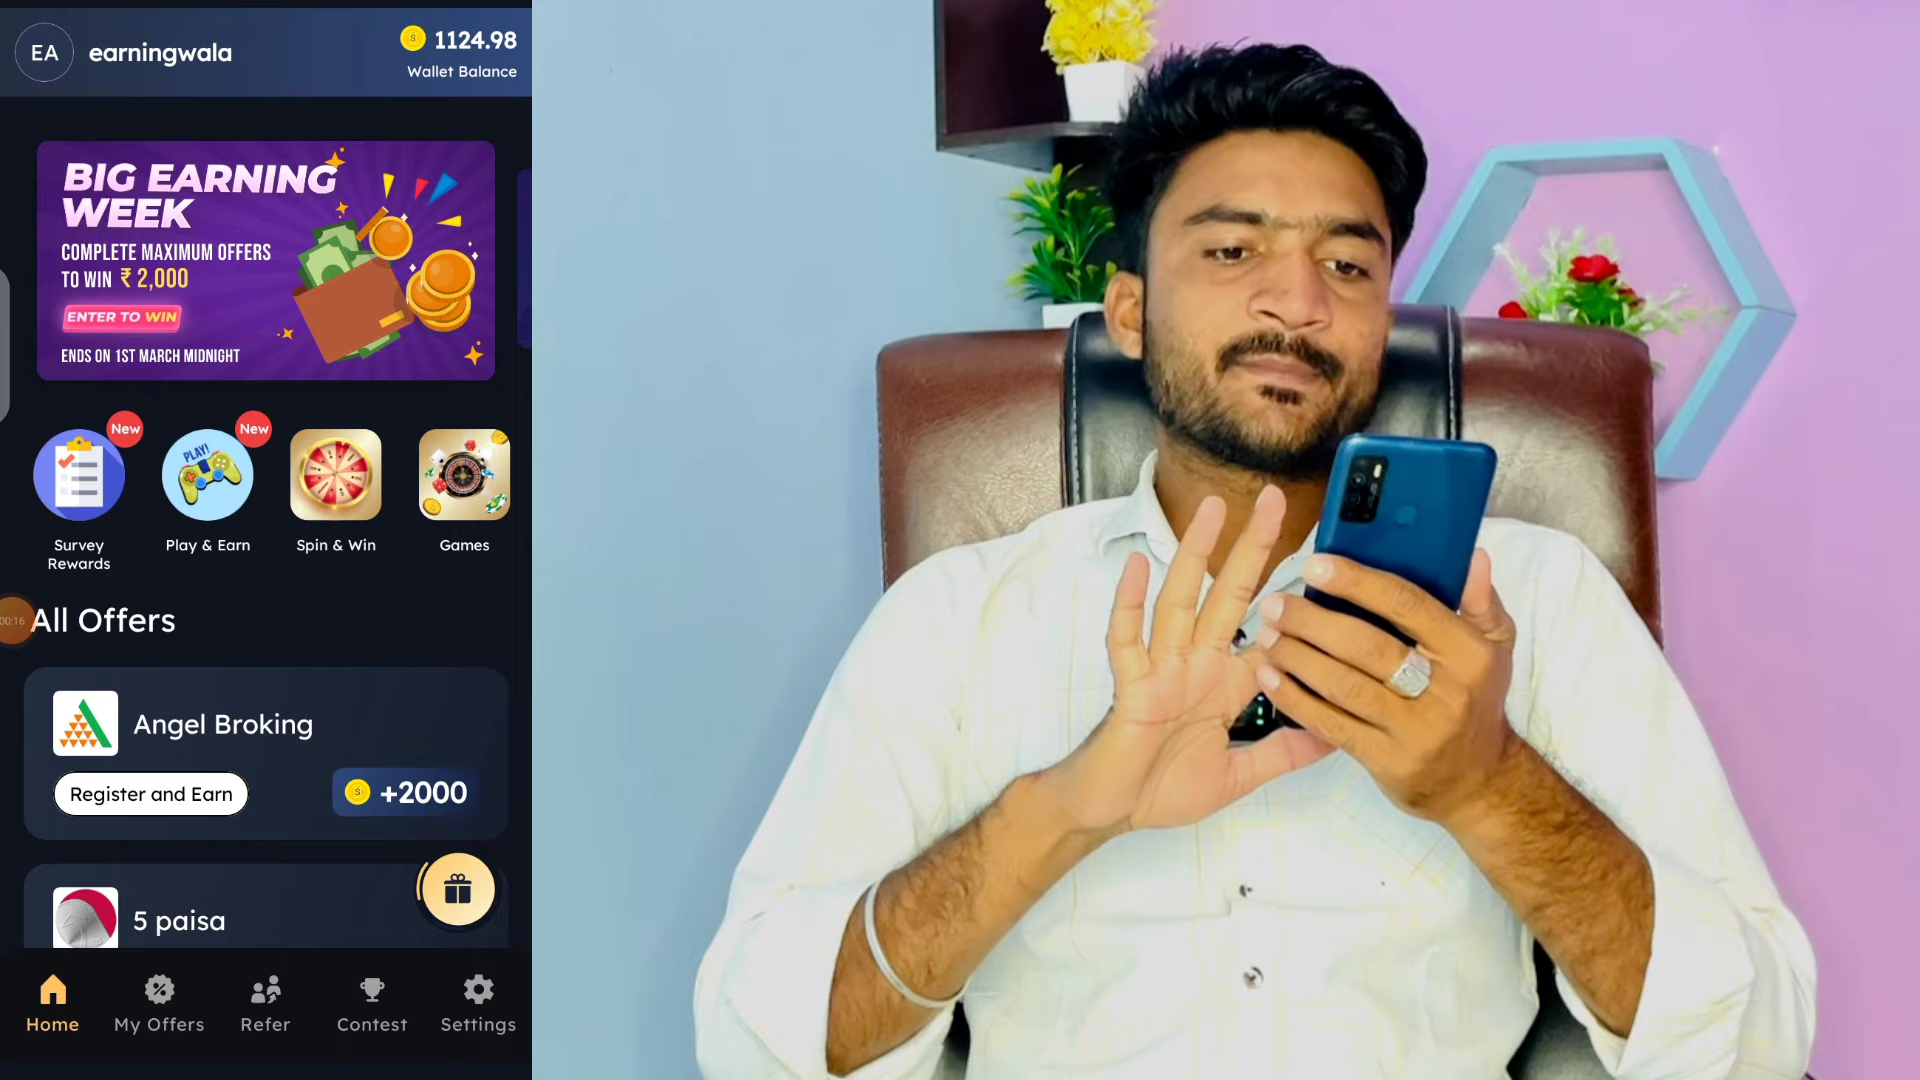 EA
earningwala
1124.98
Wallet Balance
BIG EARNING
WEEK
COMPLETE MAXIMUM OFFERS
TO WIN ₹ 2,000
ENTER TO WIN
ENDS ON 1ST MARCH MIDNIGHT
New
New
PLAY!
Survey
Rewards
Play & Earn
Spin & Win
Games
00:16
All Offers
Angel Broking
Register and Earn
+2000
5 paisa
Home
My Offers
Refer
Contest
Settings